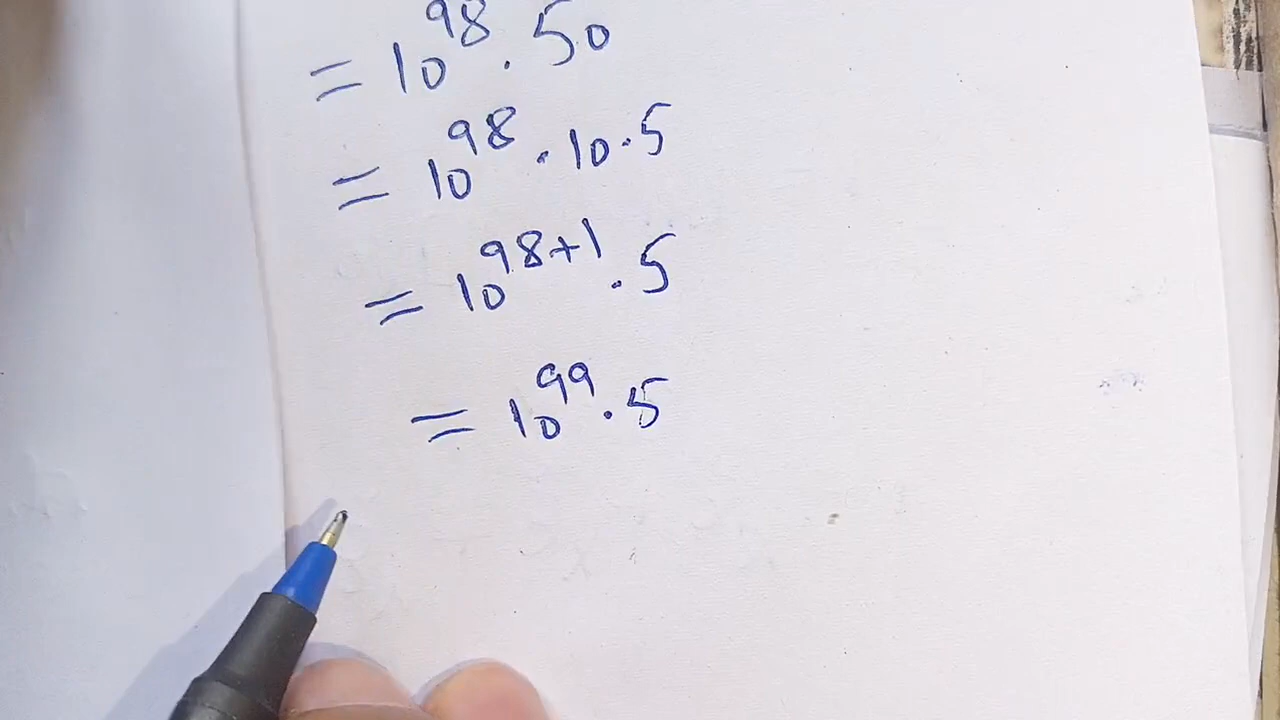 = 10^98 . 50
= 10^98 . 10 . 5
= 10^98+1 . 5
= 10^99 . 5